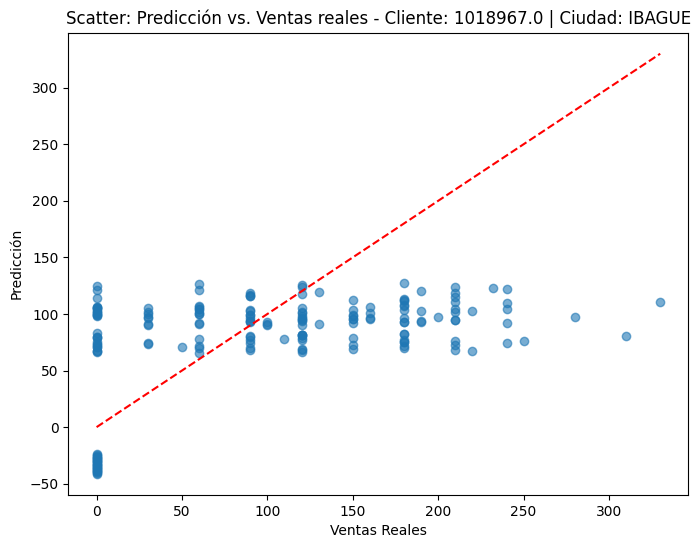 Scatter: Predicción vs. Ventas reales - Cliente: 1018967.0 | Ciudad: IBAGUE
300
250
200
150
100
50
0
−50
Predicción
0 50 100 150 200 250 300
Ventas Reales